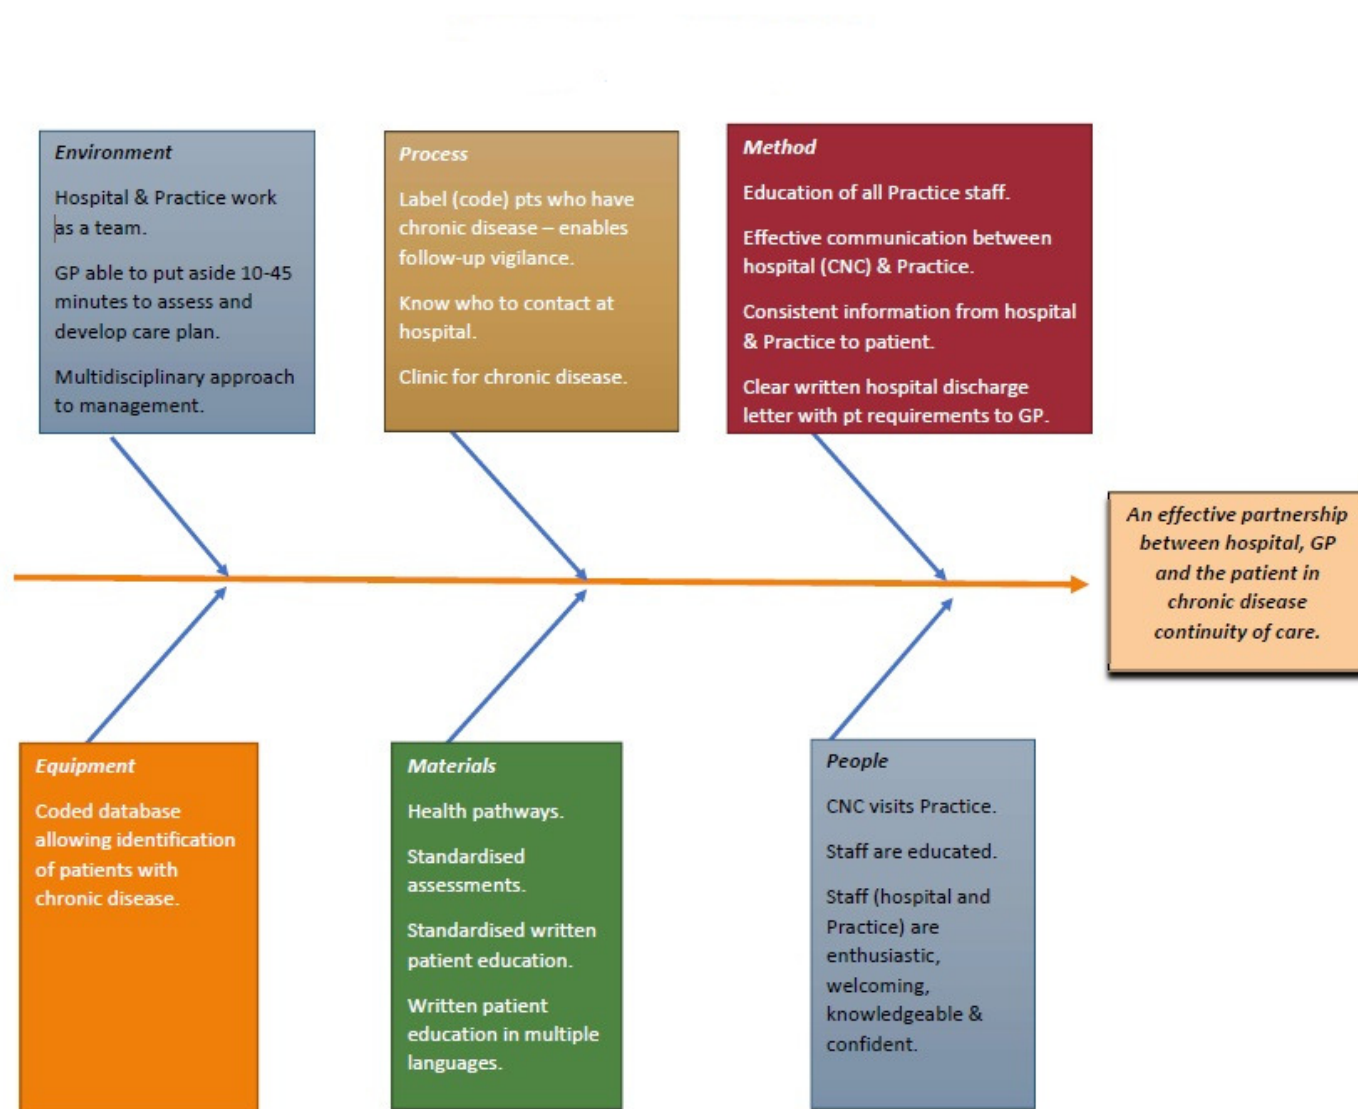 Environment
Hospital & Practice work
as a team.
GP able to put aside 10-45
minutes to assess and
develop care plan.
Multidisciplinary approach
to management.
Process
Label (code) pts who have
chronic disease – enables
follow-up vigilance.
Know who to contact at
hospital.
Clinic for chronic disease.
Method
Education of all Practice staff.
Effective communication between
hospital (CNC) & Practice.
Consistent information from hospital
& Practice to patient.
Clear written hospital discharge
letter with pt requirements to GP.
An effective partnership
between hospital, GP
and the patient in
chronic disease
continuity of care.
Equipment
Coded database
allowing identification
of patients with
chronic disease.
Materials
Health pathways.
Standardised
assessments.
Standardised written
patient education.
Written patient
education in multiple
languages.
People
CNC visits Practice.
Staff are educated.
Staff (hospital and
Practice) are
enthusiastic,
welcoming,
knowledgeable &
confident.